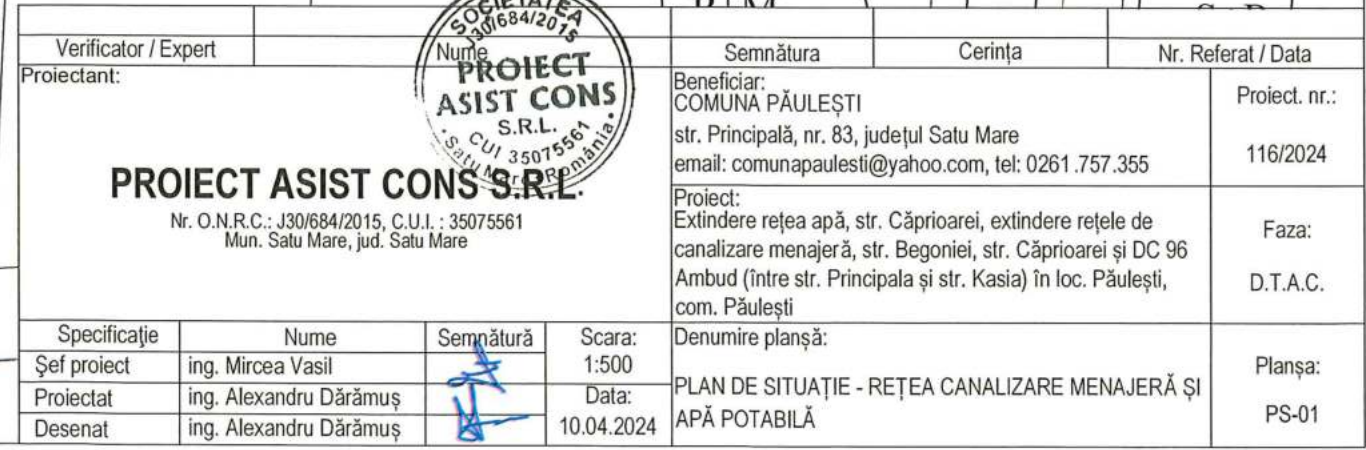 Verificator / Expert
Nume
Semnătura
Cerința
Nr. Referat / Data
SOCIETATEA
J30/684/2015
PROIECT
ASIST CONS
S.R.L.
CUI 35075561
Satu Mare România
Proiectant:
PROIECT ASIST CONS S.R.L.
Nr. O.N.R.C.: J30/684/2015, C.U.I. : 35075561
Mun. Satu Mare, jud. Satu Mare
Beneficiar:
COMUNA PĂULEȘTI
str. Principală, nr. 83, județul Satu Mare
email: comunapaulesti@yahoo.com, tel: 0261.757.355
Proiect. nr.:
116/2024
Proiect:
Extindere rețea apă, str. Căprioarei, extindere rețele de
canalizare menajeră, str. Begoniei, str. Căprioarei și DC 96
Ambud (între str. Principala și str. Kasia) în loc. Păulești,
com. Păulești
Faza:
D.T.A.C.
Specificaţie
Nume
Semnătură
Scara:
Şef proiect
ing. Mircea Vasil
1:500
Proiectat
ing. Alexandru Dărămuș
Data:
Desenat
ing. Alexandru Dărămuș
10.04.2024
Denumire planșă:
PLAN DE SITUAȚIE - REȚEA CANALIZARE MENAJERĂ ȘI
APĂ POTABILĂ
Planșa:
PS-01